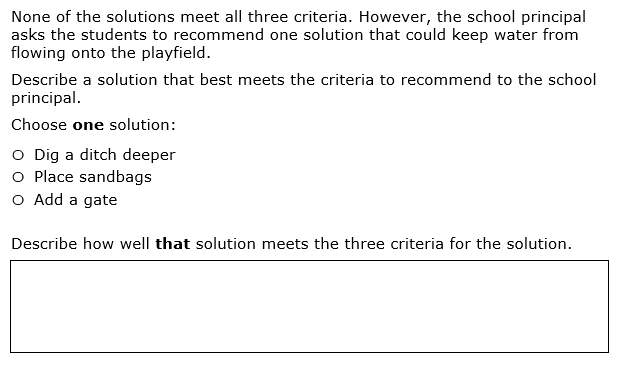 None of the solutions meet all three criteria. However, the school principal
asks the students to recommend one solution that could keep water from
flowing onto the playfield.
Describe a solution that best meets the criteria to recommend to the school
principal.
Choose one solution:
Dig a ditch deeper
Place sandbags
Add a gate
Describe how well that solution meets the three criteria for the solution.